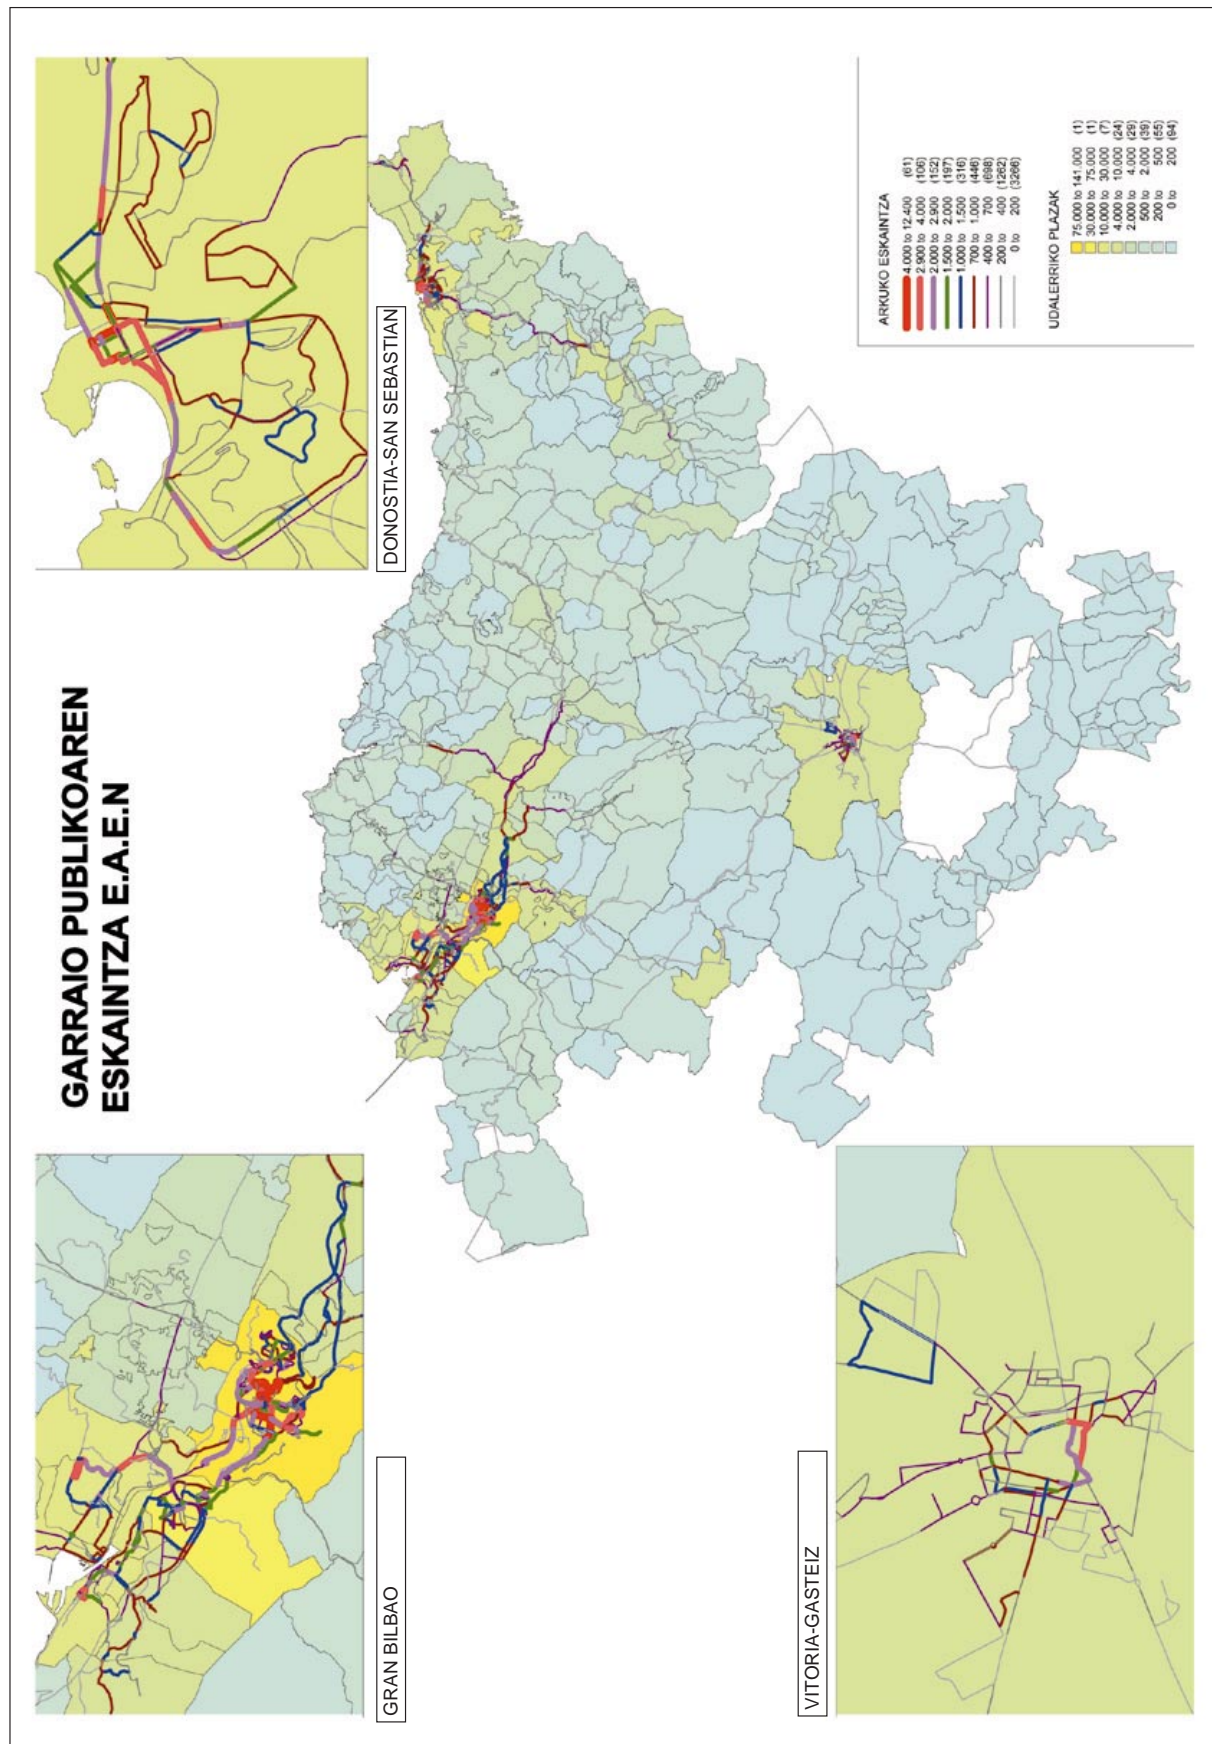 GARRAIO PUBLIKOAREN
ESKAINTZA E.A.E.N
GRAN BILBAO
DONOSTIA-SAN SEBASTIAN
VITORIA-GASTEIZ
ARKUKO ESKAINTZA
4.000 to 12.400 (61)
2.900 to 4.000 (106)
2.000 to 2.900 (152)
1.500 to 2.000 (197)
1.000 to 1.500 (316)
700 to 1.000 (446)
400 to 700 (698)
200 to 400 (1262)
0 to 200 (3266)
UDALERRIKO PLAZAK
75.000 to 141.000 (1)
30.000 to 75.000 (1)
10.000 to 30.000 (7)
4.000 to 10.000 (24)
2.000 to 4.000 (29)
500 to 2.000 (39)
200 to 500 (55)
0 to 200 (94)